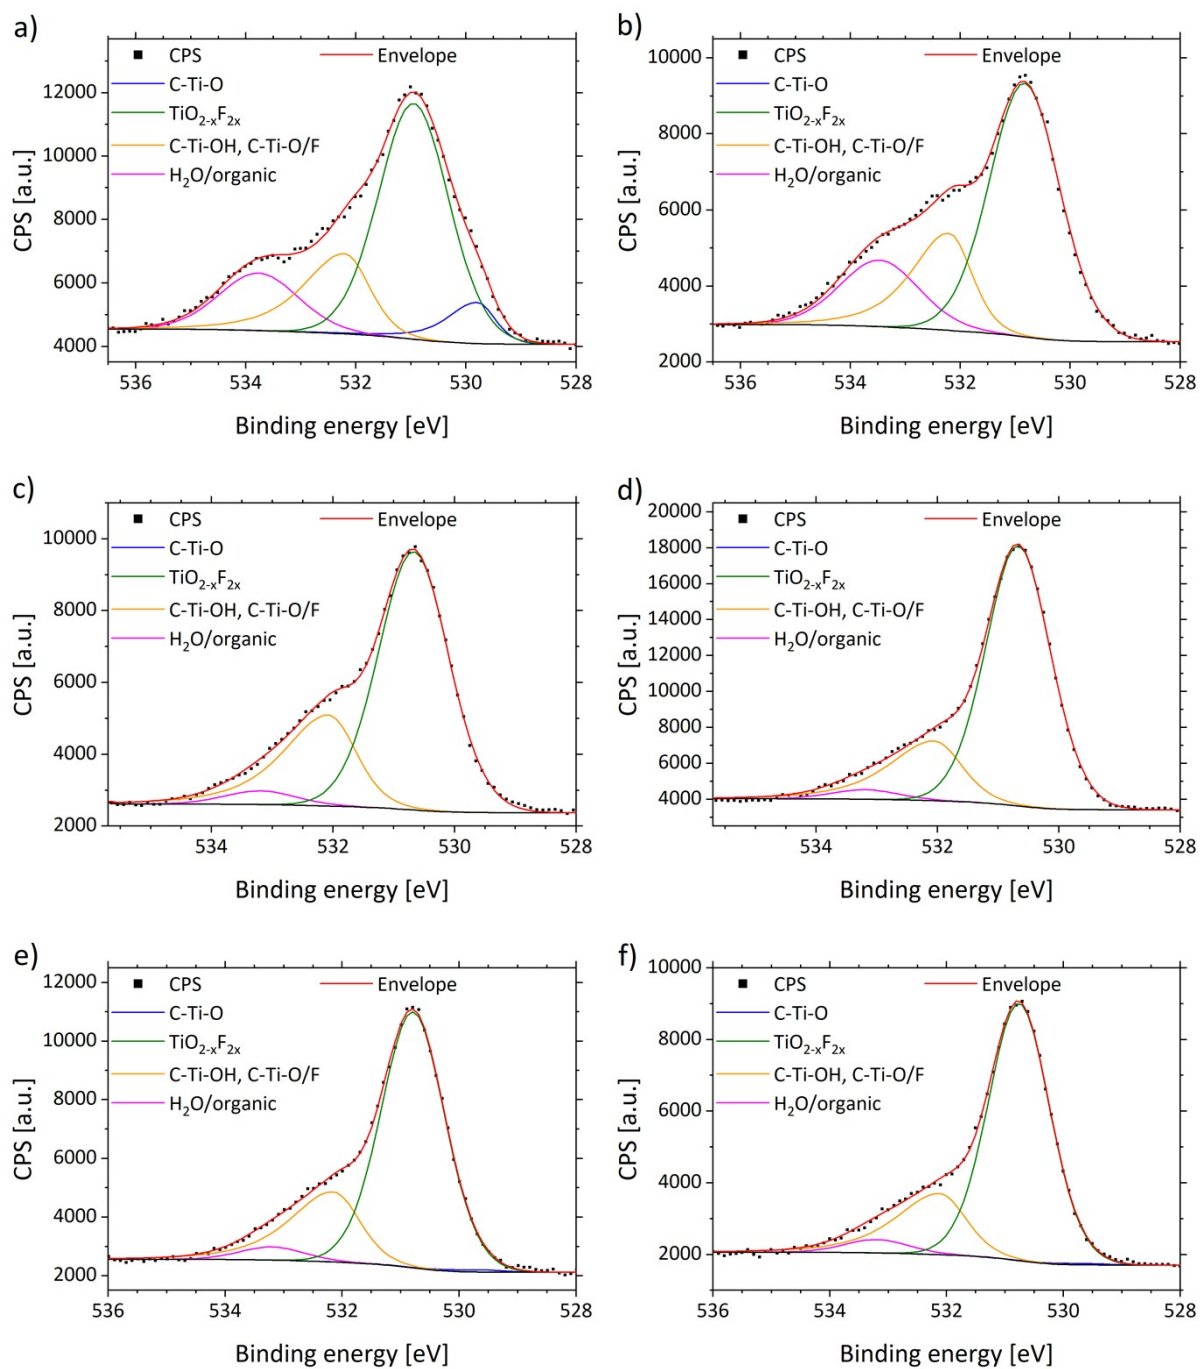 a)
CPS Envelope
C-Ti-O
TiO2-xF2x
C-Ti-OH, C-Ti-O/F
H2O/organic
12000
10000
8000
6000
4000
CPS [a.u.]
536 534 532 530 528
Binding energy [eV]
b)
CPS Envelope
C-Ti-O
TiO2-xF2x
C-Ti-OH, C-Ti-O/F
H2O/organic
10000
8000
6000
4000
2000
CPS [a.u.]
536 534 532 530 528
Binding energy [eV]
c)
CPS Envelope
C-Ti-O
TiO2-xF2x
C-Ti-OH, C-Ti-O/F
H2O/organic
10000
8000
6000
4000
2000
CPS [a.u.]
534 532 530 528
Binding energy [eV]
d)
CPS Envelope
C-Ti-O
TiO2-xF2x
C-Ti-OH, C-Ti-O/F
H2O/organic
20000
18000
16000
14000
12000
10000
8000
6000
4000
CPS [a.u.]
534 532 530 528
Binding energy [eV]
e)
CPS Envelope
C-Ti-O
TiO2-xF2x
C-Ti-OH, C-Ti-O/F
H2O/organic
12000
10000
8000
6000
4000
2000
CPS [a.u.]
536 534 532 530 528
Binding energy [eV]
f)
CPS Envelope
C-Ti-O
TiO2-xF2x
C-Ti-OH, C-Ti-O/F
H2O/organic
10000
8000
6000
4000
2000
CPS [a.u.]
536 534 532 530 528
Binding energy [eV]